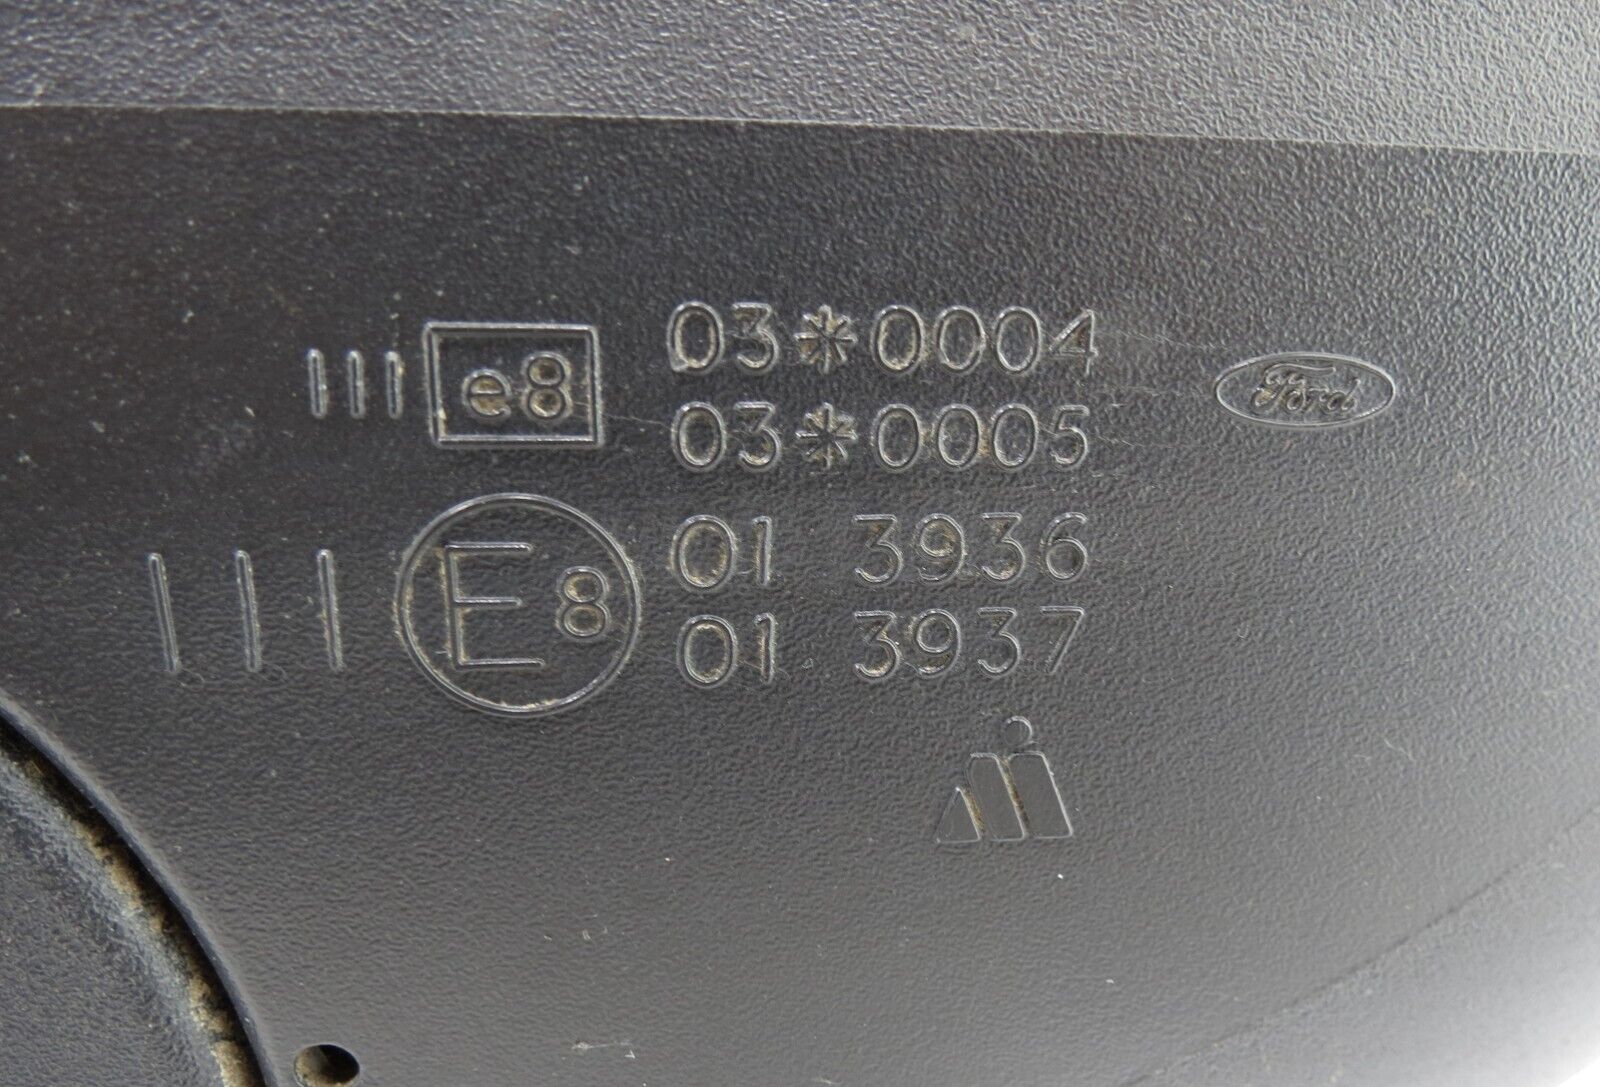 III e8 03*0004
03*0005
Ford
III E8 01 3936
01 3937